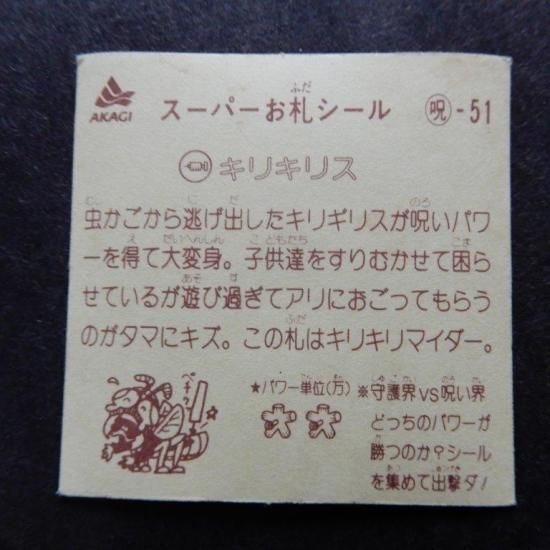 AKAGI
スーパーお札シール
ふだ
呪-51
キリキリス
虫かごから逃げ出したキリギリスが呪いパワ
ーを得て大変身。子供達をすりむかせて困ら
せているが遊び過ぎてアリにおごってもらう
のがタマにキズ。この札はキリキリマイダー。
★パワー単位(万)
※守護界VS呪い界
どっちのパワーが
勝つのか?シール
を集めて出撃ダ!